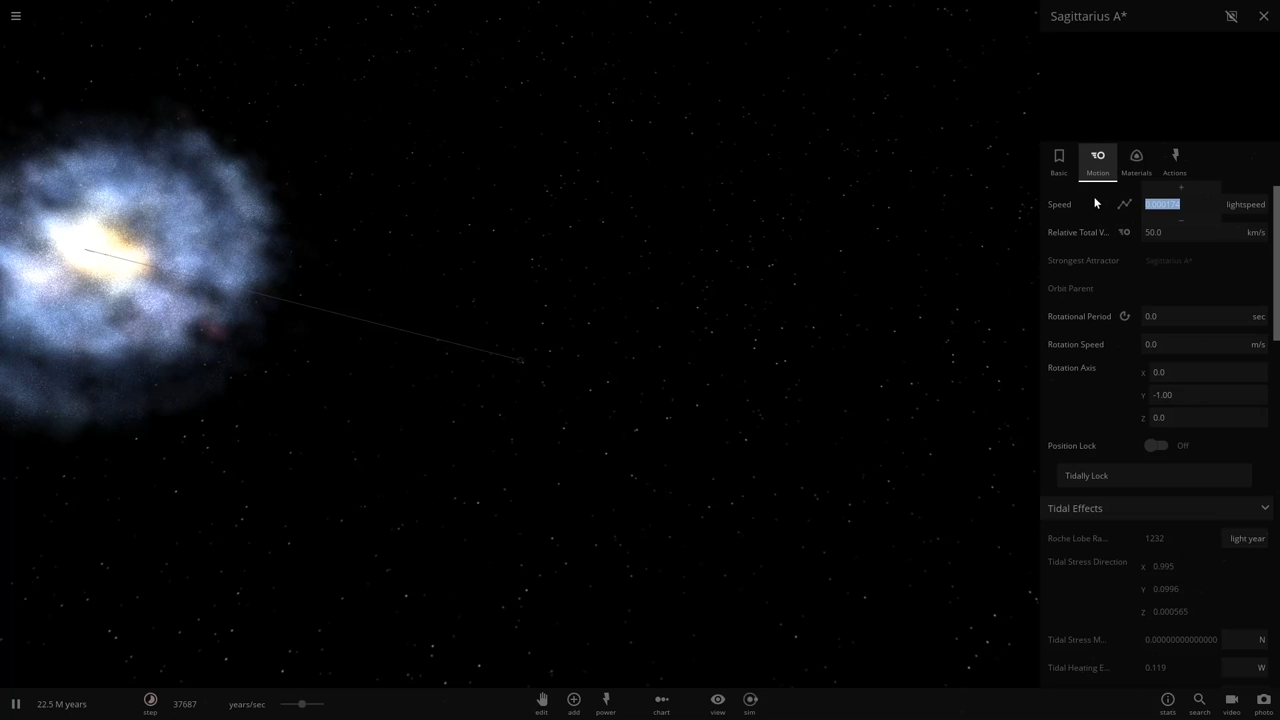 Sagittarius A*
Basic Motion Materials Actions
+
Speed 0.000174 lightspeed
−
Relative Total V... 50.0 km/s
Strongest Attractor Sagittarius A*
Orbit Parent
Rotational Period 0.0 sec
Rotation Speed 0.0 m/s
Rotation Axis X 0.0
Y -1.00
Z 0.0
Position Lock Off
Tidally Lock
Tidal Effects
Roche Lobe Ra... 1232 light year
Tidal Stress Direction X 0.995
Y 0.0996
Z 0.000565
Tidal Stress M... 0.00000000000000 N
Tidal Heating E... 0.119 W
22.5 M years step 37687 years/sec edit add power chart view sim stats search video photo